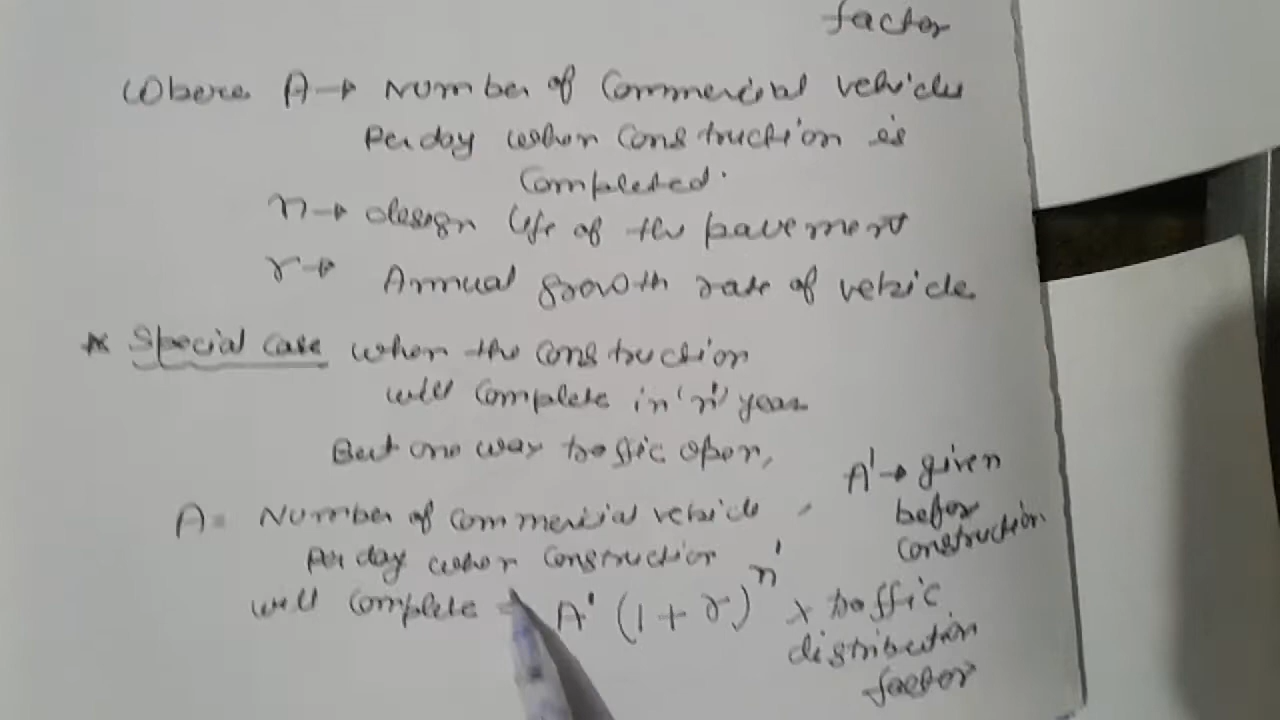 factor
Where A → Number of Commercial vehicle
Per day when construction is
Completed.
n → design life of the pavement
r → Annual growth rate of vehicle
* Special case when the construction
will complete in 'n'' year
But one way traffic open,
A = Number of commercial vehicle, A' → given
per day when construction before
will complete = A' (1 + r)^n' x traffic construction
distribution
factor